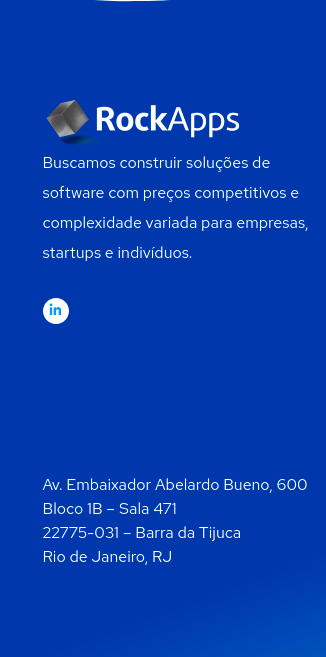 RockApps
Buscamos construir soluções de
software com preços competitivos e
complexidade variada para empresas,
startups e indivíduos.
in
Av. Embaixador Abelardo Bueno, 600
Bloco 1B – Sala 471
22775-031 – Barra da Tijuca
Rio de Janeiro, RJ